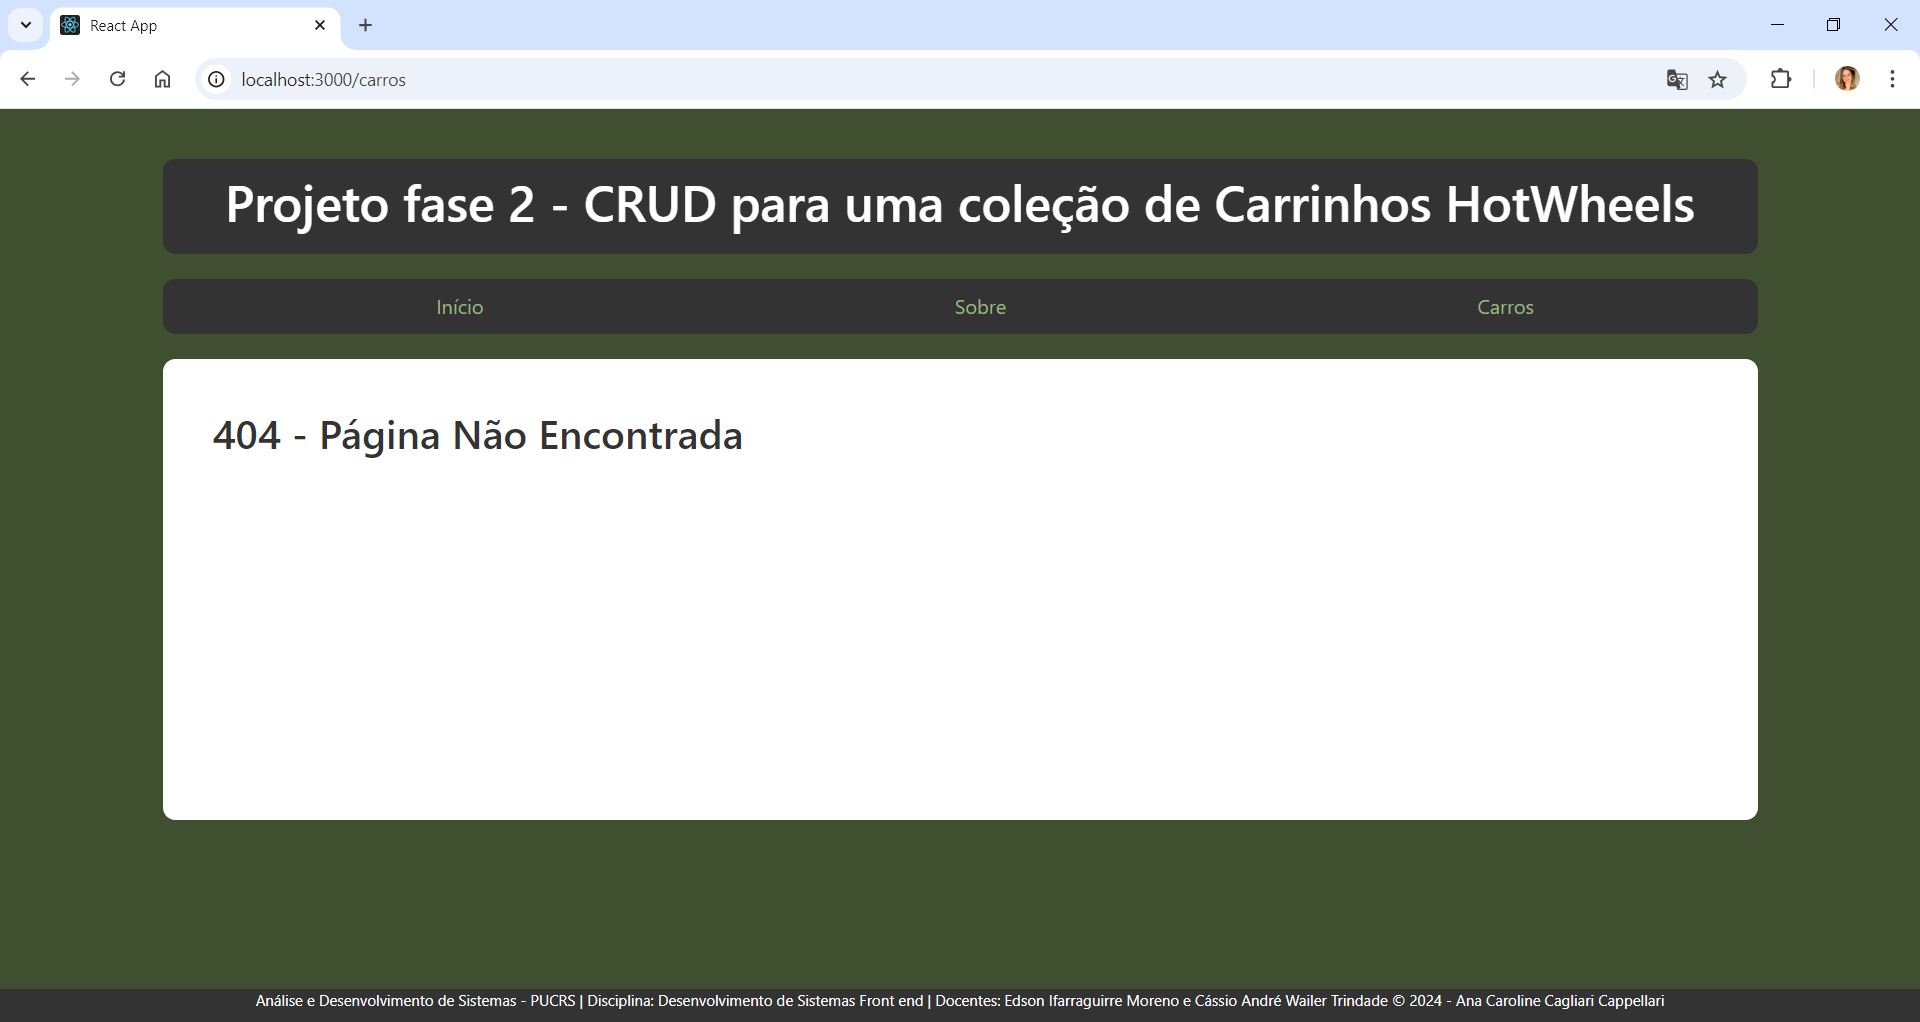 React App
localhost:3000/carros
Projeto fase 2 - CRUD para uma coleção de Carrinhos HotWheels
Início Sobre Carros
404 - Página Não Encontrada
Análise e Desenvolvimento de Sistemas - PUCRS | Disciplina: Desenvolvimento de Sistemas Front end | Docentes: Edson Ifarraguirre Moreno e Cássio André Wailer Trindade © 2024 - Ana Caroline Cagliari Cappellari